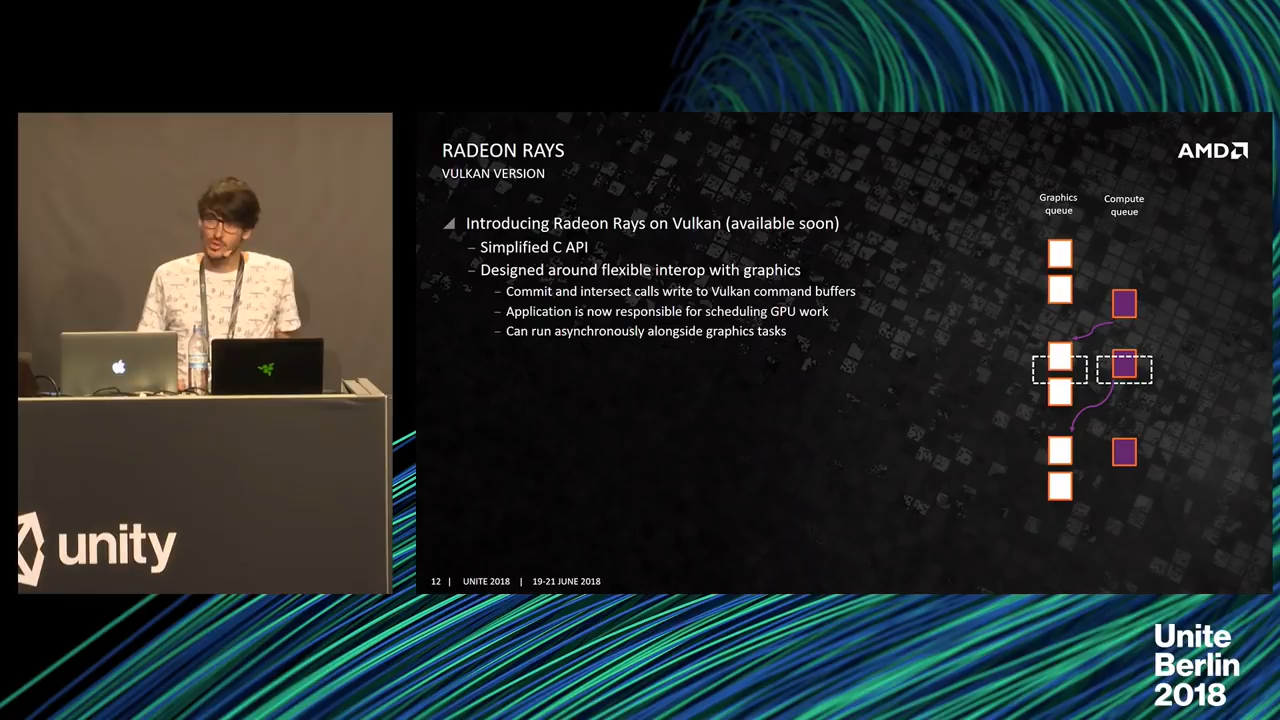 RADEON RAYS
VULKAN VERSION
AMD
Graphics
queue
Compute
queue
Introducing Radeon Rays on Vulkan (available soon)
– Simplified C API
– Designed around flexible interop with graphics
– Commit and intersect calls write to Vulkan command buffers
– Application is now responsible for scheduling GPU work
– Can run asynchronously alongside graphics tasks
unity
12 | UNITE 2018 | 19-21 JUNE 2018
Unite
Berlin
2018